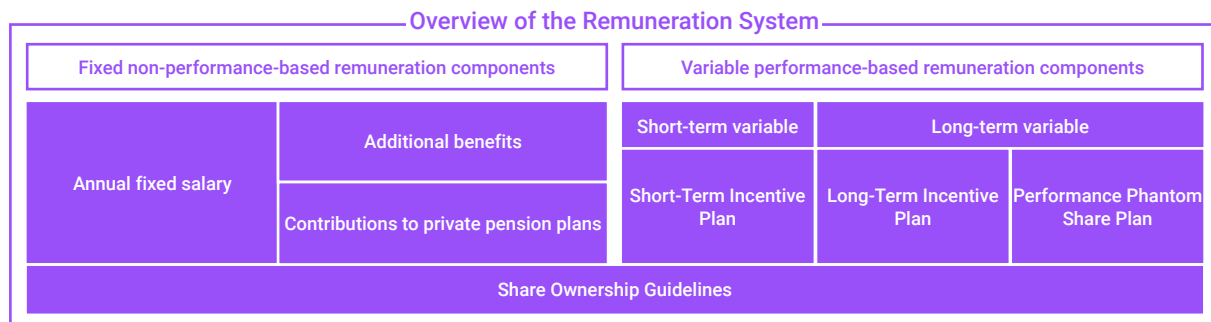 Overview of the Remuneration System
Fixed non-performance-based remuneration components
Variable performance-based remuneration components
Annual fixed salary
Additional benefits
Contributions to private pension plans
Short-term variable
Long-term variable
Short-Term Incentive
Plan
Long-Term Incentive
Plan
Performance Phantom
Share Plan
Share Ownership Guidelines